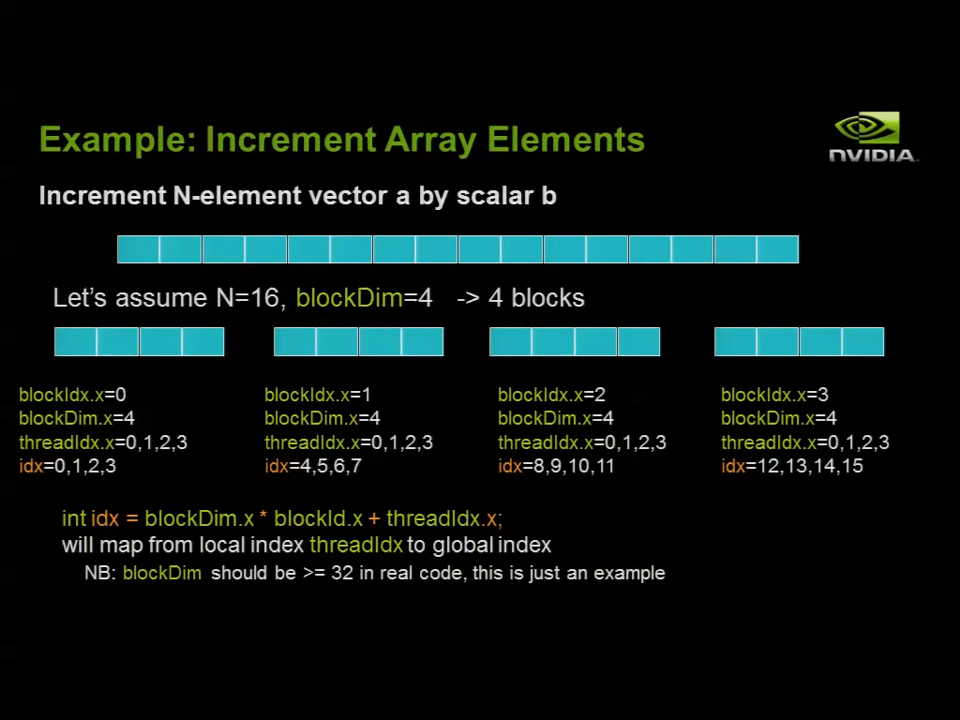 Example: Increment Array Elements
NVIDIA
Increment N-element vector a by scalar b
Let's assume N=16, blockDim=4 -> 4 blocks
blockIdx.x=0
blockDim.x=4
threadIdx.x=0,1,2,3
idx=0,1,2,3
blockIdx.x=1
blockDim.x=4
threadIdx.x=0,1,2,3
idx=4,5,6,7
blockIdx.x=2
blockDim.x=4
threadIdx.x=0,1,2,3
idx=8,9,10,11
blockIdx.x=3
blockDim.x=4
threadIdx.x=0,1,2,3
idx=12,13,14,15
int idx = blockDim.x * blockId.x + threadIdx.x;
will map from local index threadIdx to global index
NB: blockDim should be >= 32 in real code, this is just an example